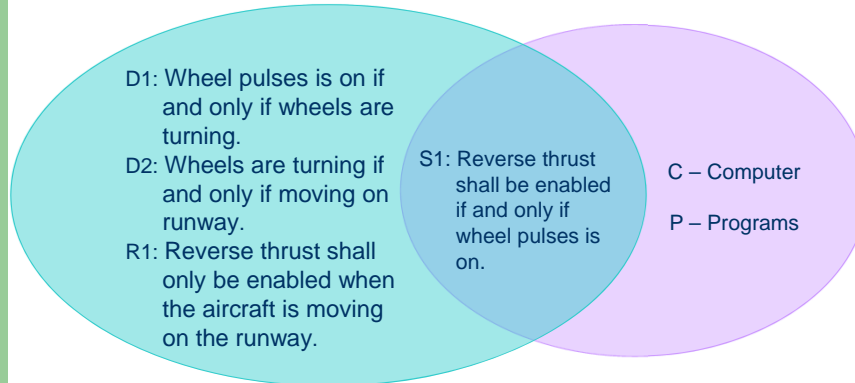 D1: Wheel pulses is on if
and only if wheels are
turning.
D2: Wheels are turning if
and only if moving on
runway.
R1: Reverse thrust shall
only be enabled when
the aircraft is moving
on the runway.
S1: Reverse thrust
shall be enabled
if and only if
wheel pulses is
on.
C – Computer
P – Programs